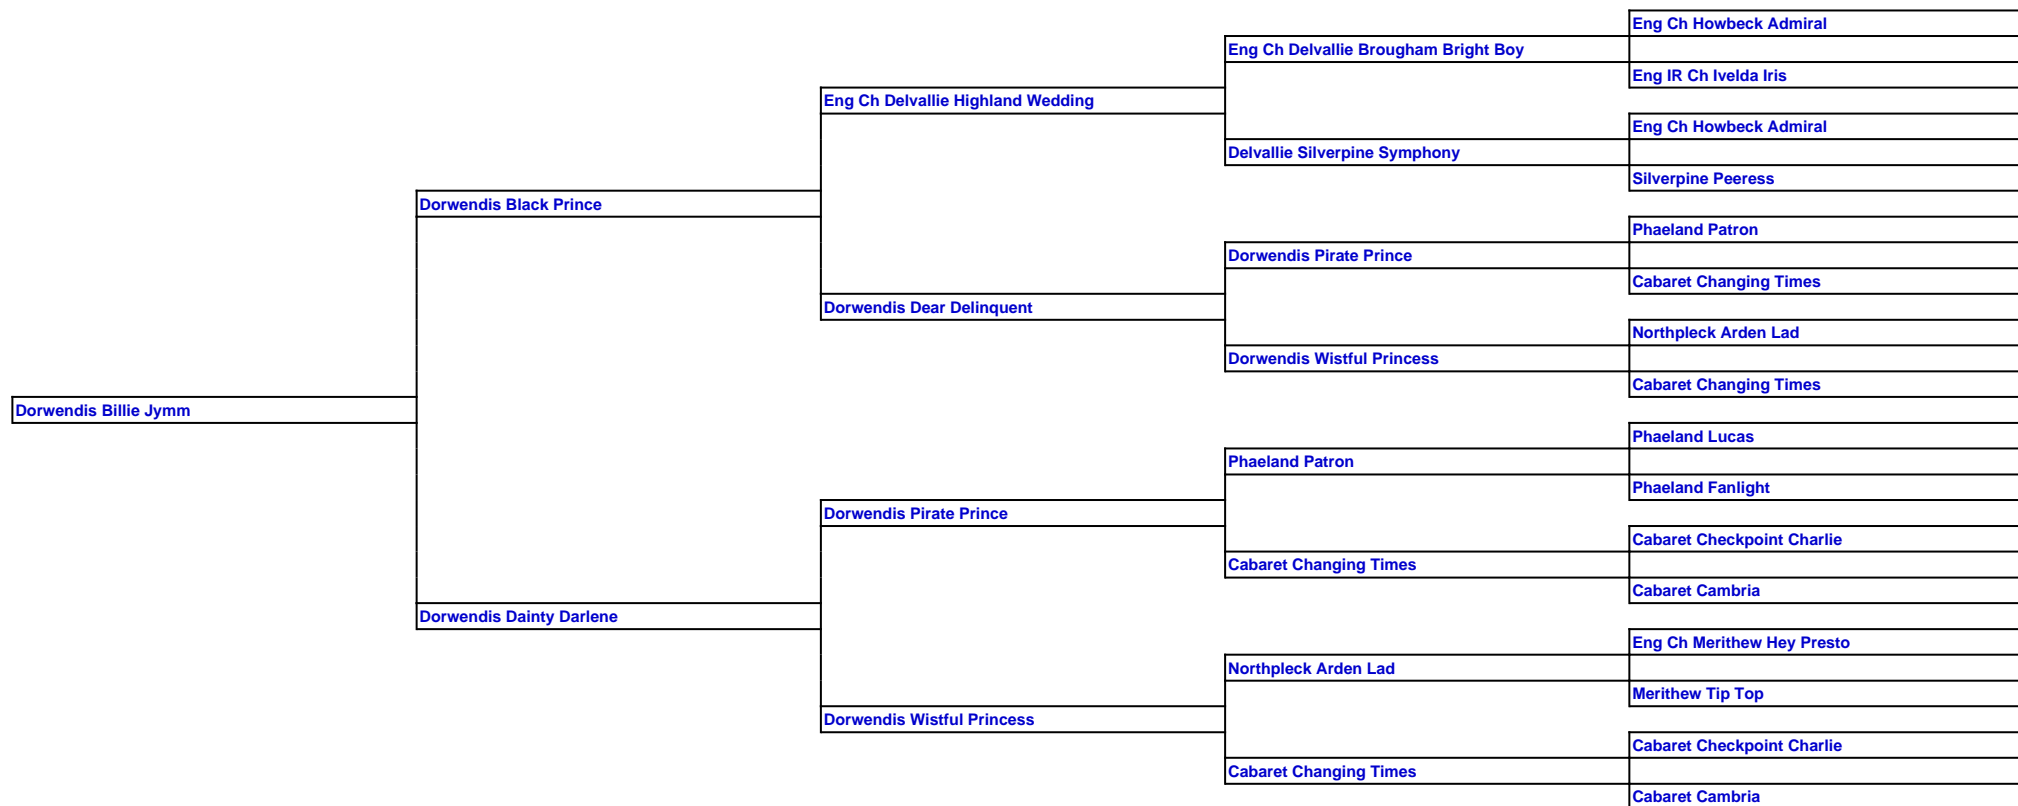 Eng Ch Howbeck Admiral
Eng Ch Delvallie Brougham Bright Boy
Eng IR Ch Ivelda Iris
Eng Ch Delvallie Highland Wedding
Eng Ch Howbeck Admiral
Delvallie Silverpine Symphony
Silverpine Peeress
Dorwendis Black Prince
Phaeland Patron
Dorwendis Pirate Prince
Cabaret Changing Times
Dorwendis Dear Delinquent
Northpleck Arden Lad
Dorwendis Wistful Princess
Cabaret Changing Times
Dorwendis Billie Jymm
Phaeland Lucas
Phaeland Patron
Phaeland Fanlight
Dorwendis Pirate Prince
Cabaret Checkpoint Charlie
Cabaret Changing Times
Cabaret Cambria
Dorwendis Dainty Darlene
Eng Ch Merithew Hey Presto
Northpleck Arden Lad
Merithew Tip Top
Dorwendis Wistful Princess
Cabaret Checkpoint Charlie
Cabaret Changing Times
Cabaret Cambria